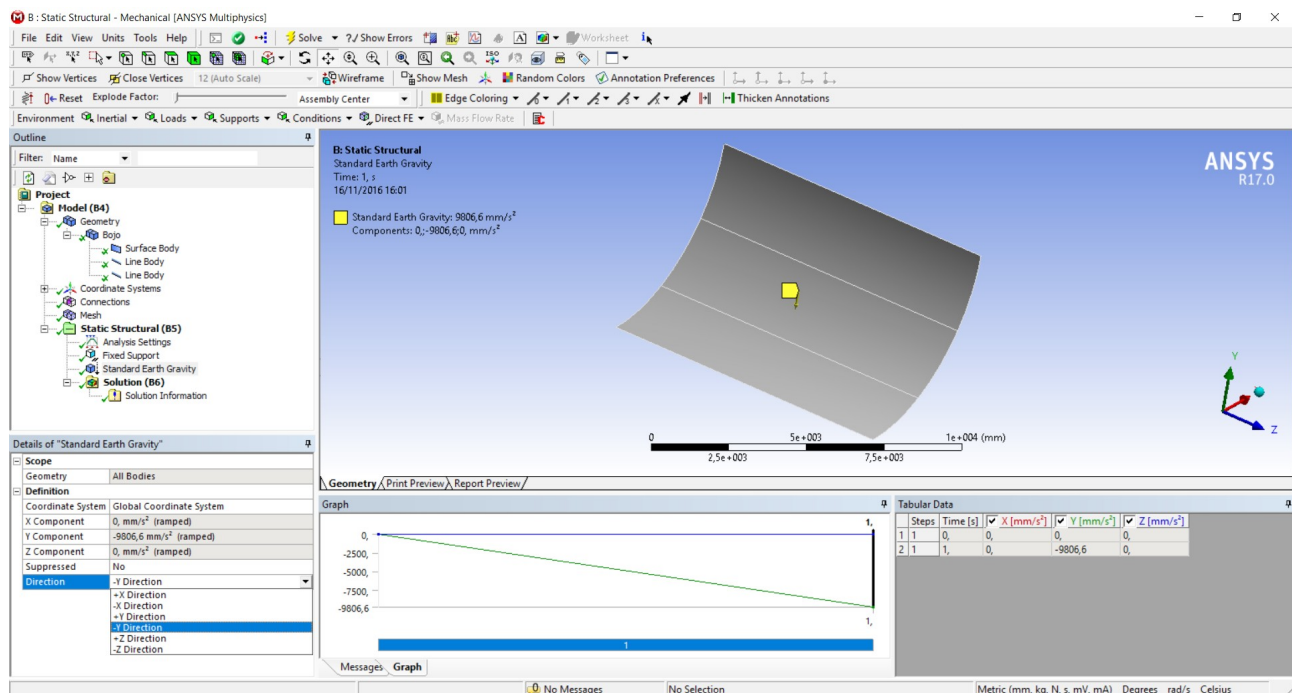 B : Static Structural - Mechanical [ANSYS Multiphysics]
File Edit View Units Tools Help Solve ?/ Show Errors Worksheet
Show Vertices Close Vertices 12 (Auto Scale) Wireframe Show Mesh Random Colors Annotation Preferences
Reset Explode Factor: Assembly Center Edge Coloring Thicken Annotations
Environment Inertial Loads Supports Conditions Direct FE Mass Flow Rate
Outline
Filter: Name
Project
Model (B4)
Geometry
Bojo
Surface Body
Line Body
Line Body
Coordinate Systems
Connections
Mesh
Static Structural (B5)
Analysis Settings
Fixed Support
Standard Earth Gravity
Solution (B6)
Solution Information
B: Static Structural
Standard Earth Gravity
Time: 1, s
16/11/2016 16:01
Standard Earth Gravity: 9806,6 mm/s²
Components: 0,;-9806,6;0, mm/s²
ANSYS
R17.0
Y
Z
0 5e+003 1e+004 (mm)
2,5e+003 7,5e+003
Geometry Print Preview Report Preview
Details of "Standard Earth Gravity"
Scope
Geometry All Bodies
Definition
Coordinate System Global Coordinate System
X Component 0, mm/s² (ramped)
Y Component -9806,6 mm/s² (ramped)
Z Component 0, mm/s² (ramped)
Suppressed No
Direction -Y Direction
+X Direction
-X Direction
+Y Direction
-Y Direction
+Z Direction
-Z Direction
Graph
1,
0,
-2500,
-5000,
-7500,
-9806,6
1,
1
Messages Graph
Tabular Data
Steps Time [s] X [mm/s²] Y [mm/s²] Z [mm/s²]
1 1 0, 0, 0, 0,
2 1 1, 0, -9806,6 0,
0 No Messages No Selection Metric (mm, kg, N, s, mV, mA) Degrees rad/s Celsius